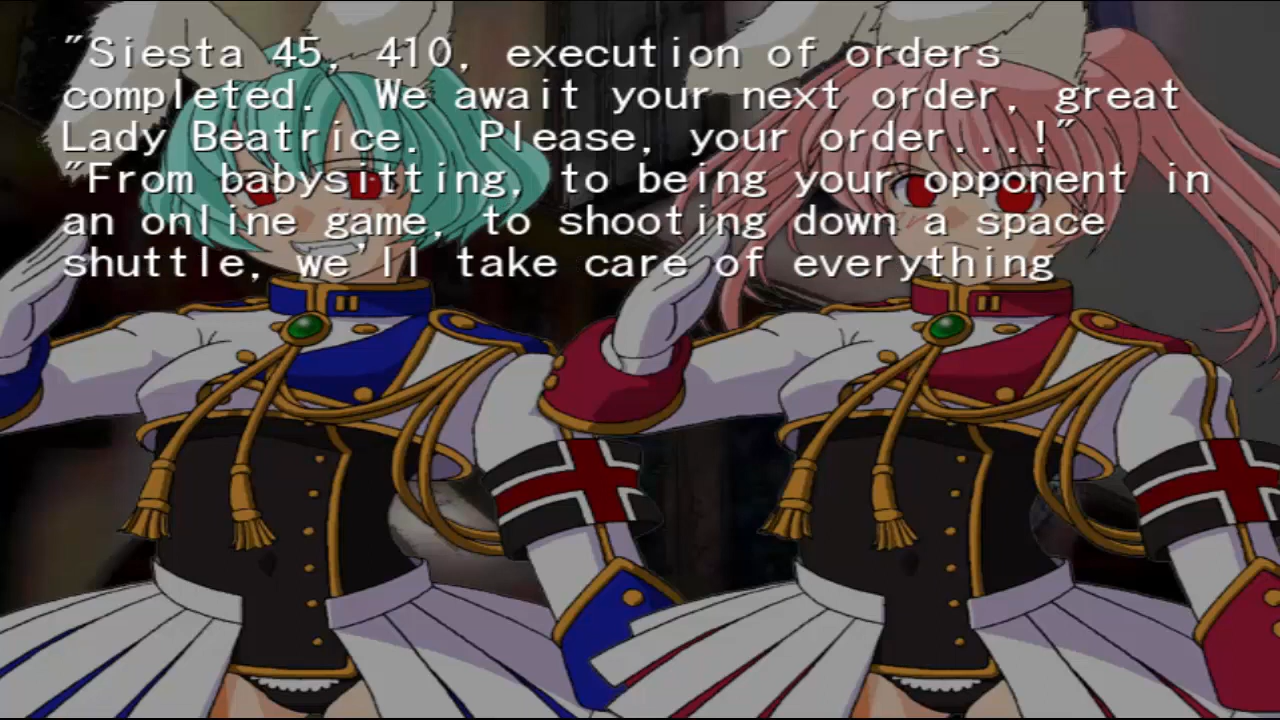 "Siesta 45, 410, execution of orders
completed.  We await your next order, great
Lady Beatrice.  Please, your order...!"
"From babysitting, to being your opponent in
an online game, to shooting down a space
shuttle, we'll take care of everything